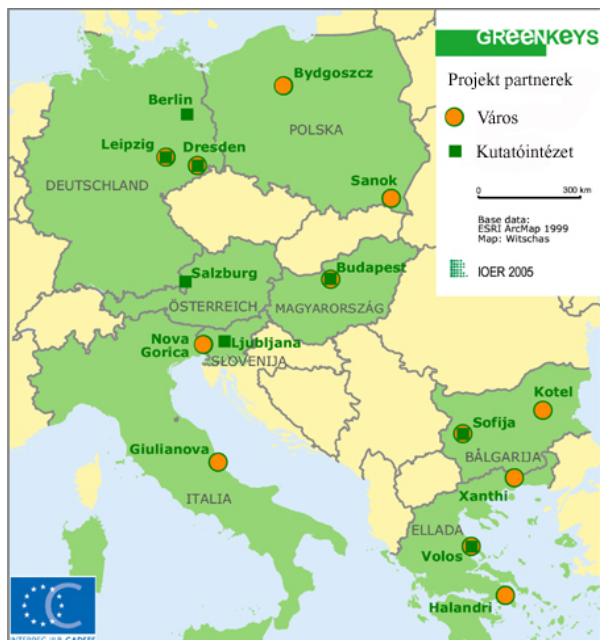 GREENKEYS
Projekt partnerek
Város
Kutatóintézet
0 300 km
Base data:
ESRI ArcMap 1999
Map: Witschas
IOER 2005
Bydgoszcz
Berlin
POLSKA
Leipzig
Dresden
DEUTSCHLAND
Sanok
Salzburg
Budapest
ÖSTERREICH
MAGYARORSZÁG
Nova
Gorica
Ljubljana
SLOVENIJA
Kotel
Sofija
Giulianova
BÅLGARIJA
ITALIA
Xanthi
ELLADA
Volos
Halandri
INTERREG III B CADSES